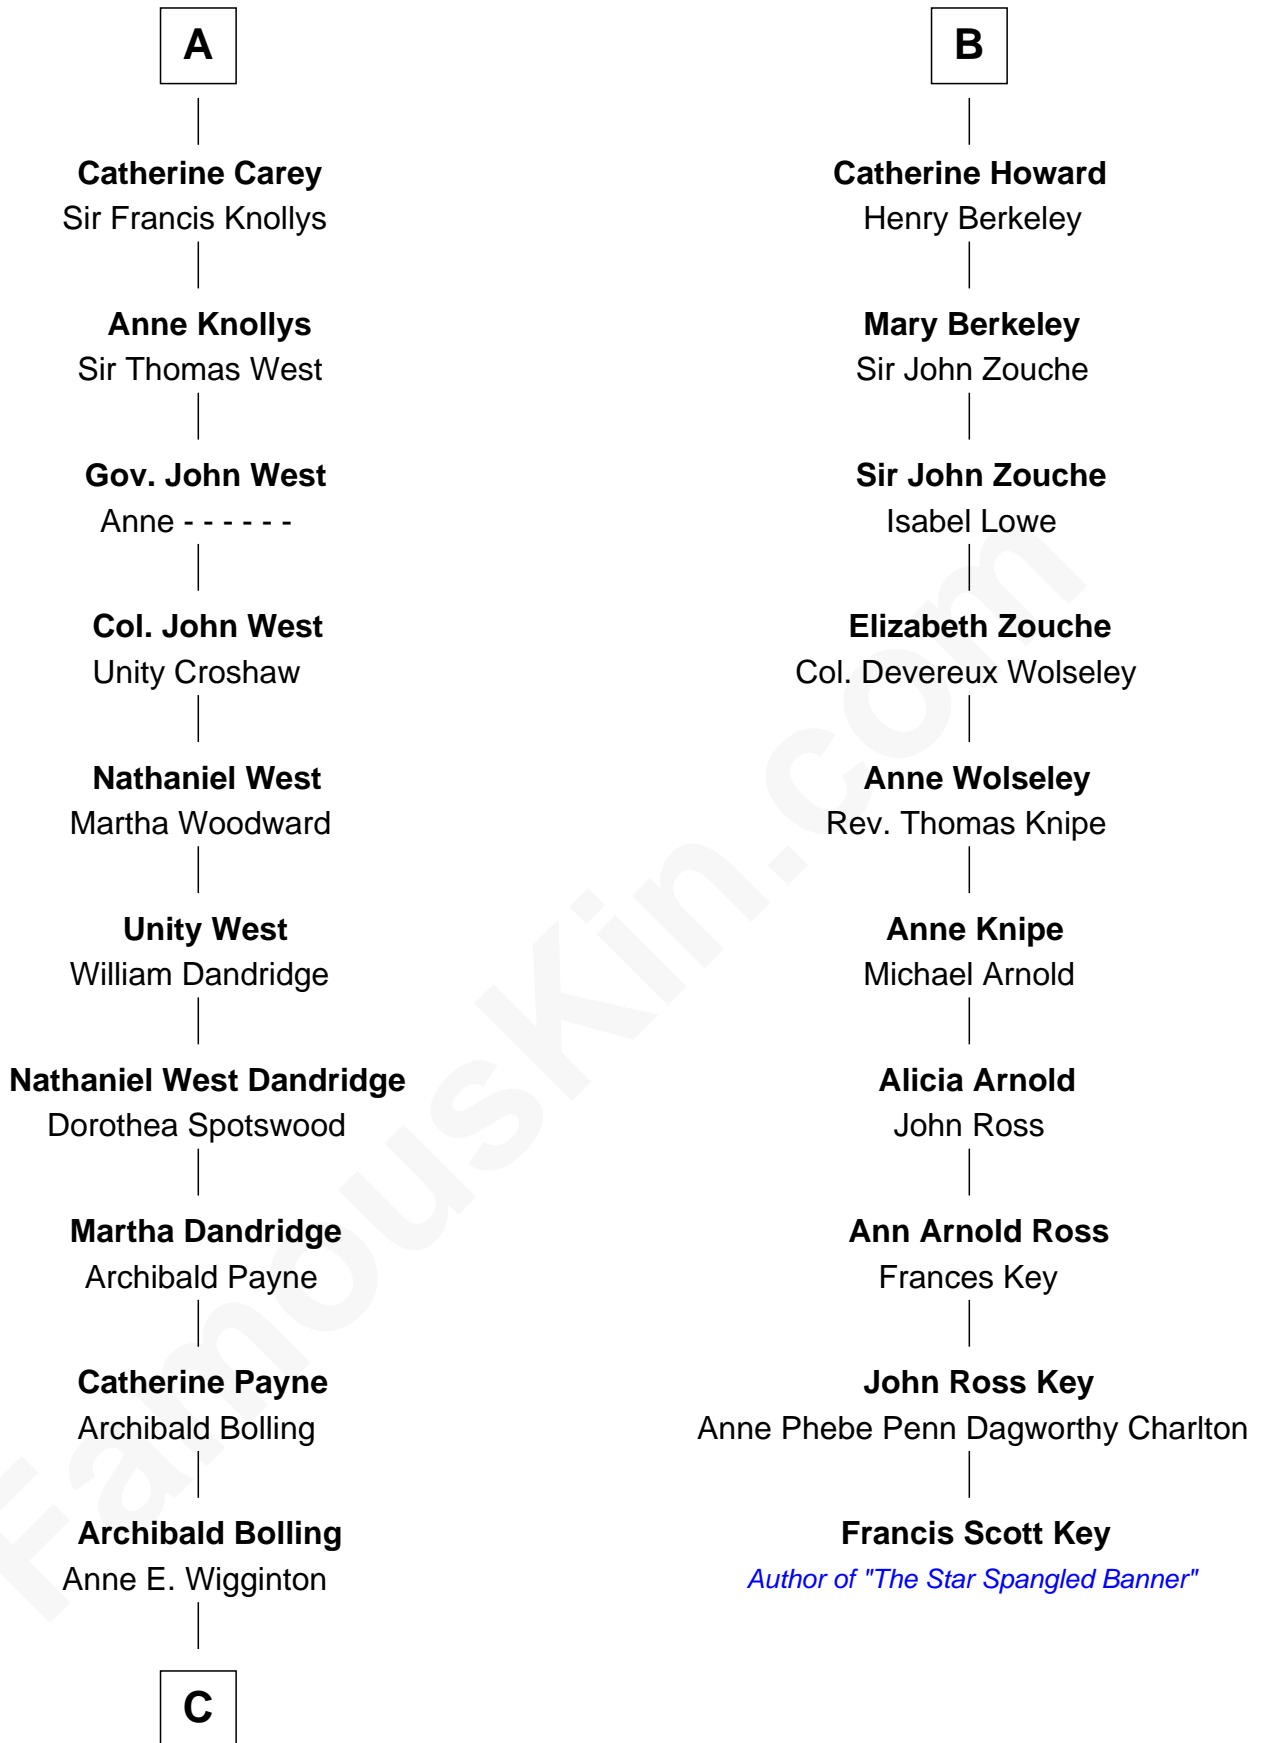 A
Catherine Carey
Sir Francis Knollys
Anne Knollys
Sir Thomas West
Gov. John West
Anne - - - - - -
Col. John West
Unity Croshaw
Nathaniel West
Martha Woodward
Unity West
William Dandridge
Nathaniel West Dandridge
Dorothea Spotswood
Martha Dandridge
Archibald Payne
Catherine Payne
Archibald Bolling
Archibald Bolling
Anne E. Wigginton
C
B
Catherine Howard
Henry Berkeley
Mary Berkeley
Sir John Zouche
Sir John Zouche
Isabel Lowe
Elizabeth Zouche
Col. Devereux Wolseley
Anne Wolseley
Rev. Thomas Knipe
Anne Knipe
Michael Arnold
Alicia Arnold
John Ross
Ann Arnold Ross
Frances Key
John Ross Key
Anne Phebe Penn Dagworthy Charlton
Francis Scott Key
Author of "The Star Spangled Banner"
FamousKin.com